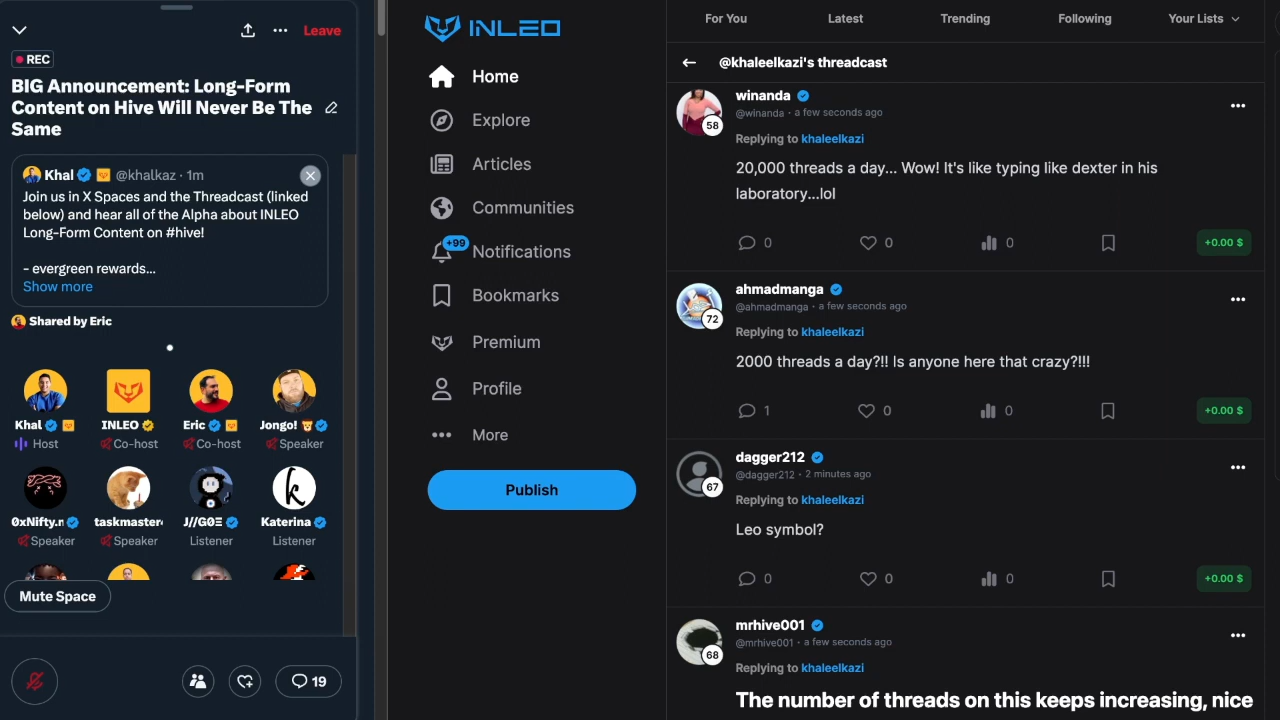 Leave
REC
BIG Announcement: Long-Form
Content on Hive Will Never Be The
Same
Khal @khalkaz · 1m
Join us in X Spaces and the Threadcast (linked
below) and hear all of the Alpha about INLEO
Long-Form Content on #hive!
- evergreen rewards...
Show more
Shared by Eric
Khal
Host
INLEO
Co-host
Eric
Co-host
Jongo!
Speaker
0xNifty.n
Speaker
taskmaster
Speaker
J//GΘΞ
Listener
Katerina
Listener
Mute Space
19
INLEO
Home
Explore
Articles
Communities
+99
Notifications
Bookmarks
Premium
Profile
More
Publish
For You
Latest
Trending
Following
Your Lists
@khaleelkazi's threadcast
winanda
@winanda · a few seconds ago
58
Replying to khaleelkazi
20,000 threads a day... Wow! It's like typing like dexter in his
laboratory...lol
0 0 0 +0.00 $
ahmadmanga
@ahmadmanga · a few seconds ago
72
Replying to khaleelkazi
2000 threads a day?!! Is anyone here that crazy?!!!
1 0 0 +0.00 $
dagger212
@dagger212 · 2 minutes ago
67
Replying to khaleelkazi
Leo symbol?
0 0 0 +0.00 $
mrhive001
@mrhive001 · a few seconds ago
68
Replying to khaleelkazi
The number of threads on this keeps increasing, nice